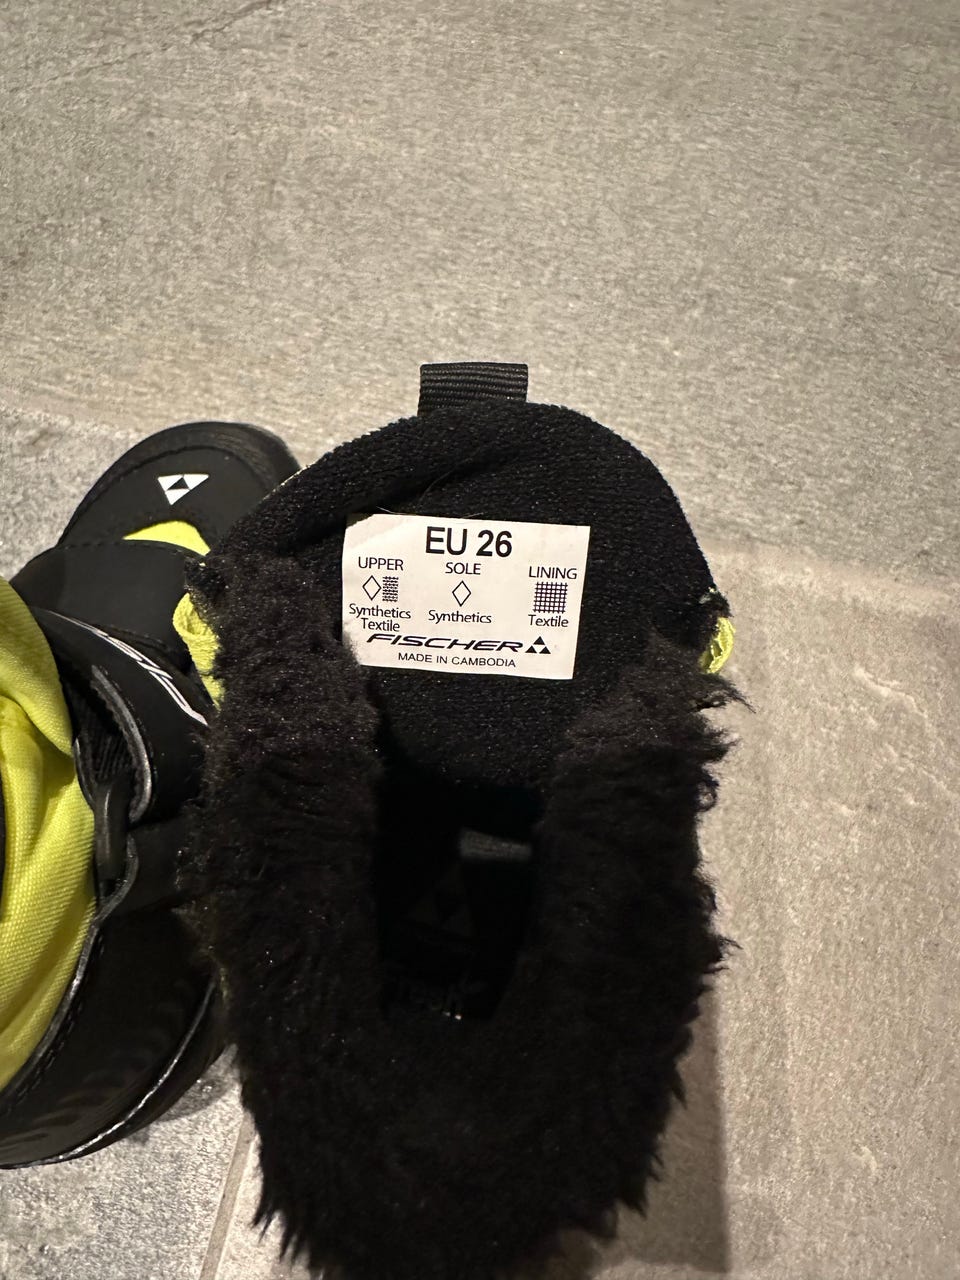 EU 26
UPPER SOLE LINING
Synthetics Textile Synthetics Textile
FISCHER
MADE IN CAMBODIA